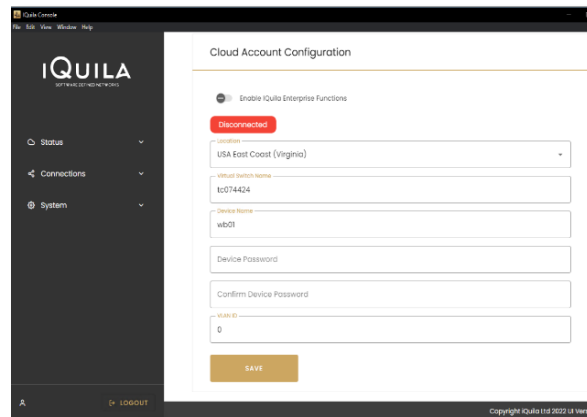 iQuila Console
File Edit View Window Help
iQUILA
SOFTWARE DEFINED NETWORKS
Status
Connections
System
LOGOUT
Cloud Account Configuration
Enable iQuila Enterprise Functions
Disconnected
Location
USA East Coast (Virginia)
Virtual Switch Name
tc074424
Device Name
wb01
Device Password
Confirm Device Password
VLAN ID
0
SAVE
Copyright iQuila Ltd 2022 UI Ver